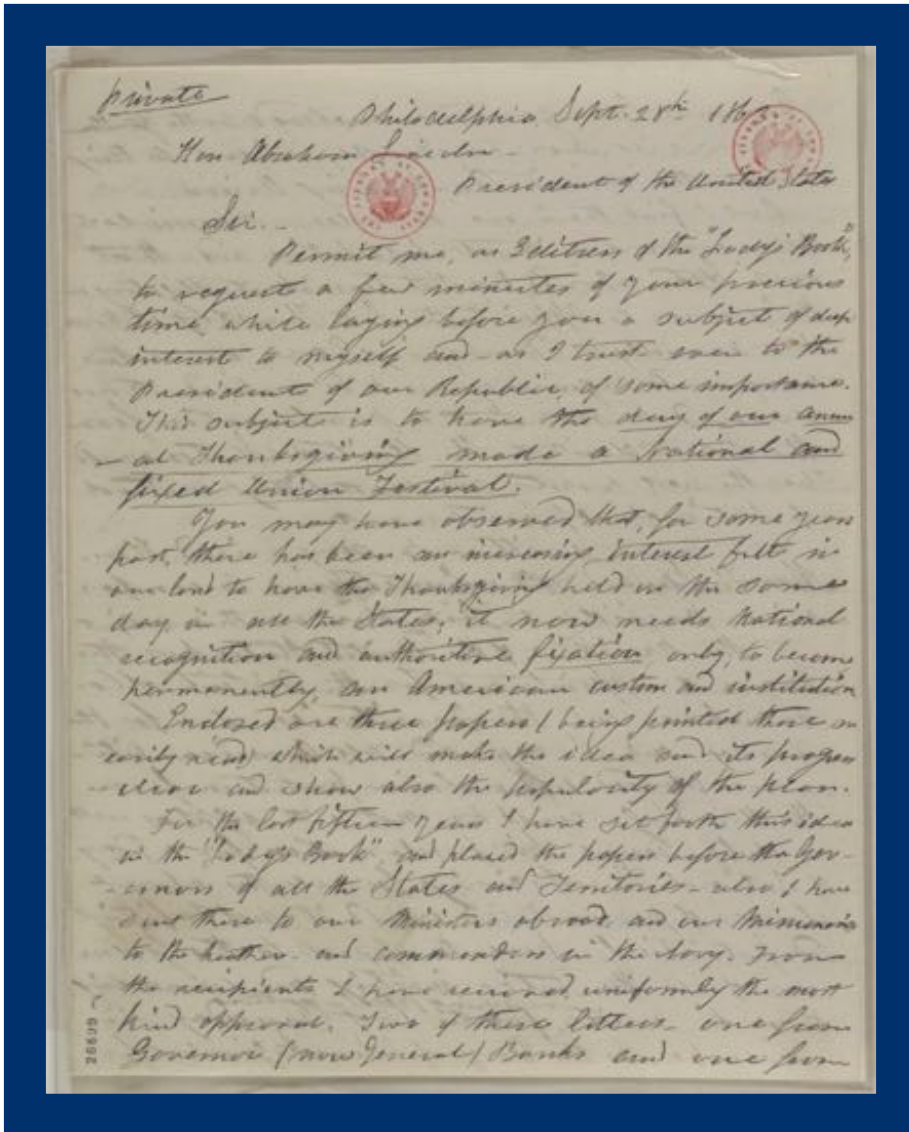 Private
Philadelphia, Sept. 28th 186
Hon. Abraham Lincoln -
President of the United States
Sir. -
Permit me, as Editress of the "Lady's Book",
to request a few minutes of your precious
time, while laying before you a subject of deep
interest to myself and - as I trust - even to the
President of our Republic, of some importance.
This subject is to have the day of our annu
- al Thanksgiving made a National and
fixed Union Festival.
You may have observed that, for some years
past, there has been an increasing interest felt in
our land to have the Thanksgiving held on the same
day, in all the States; it now needs National
recognition and authoritive fixation, only, to become
permanently, an American custom and institution
Enclosed are three papers (being printed these are
easily read) which will make the idea and its progress
clear and show also the popularity of the plan.
For the last fifteen years I have set forth this idea
in the "Lady's Book", and placed the papers before the Gov-
ernors of all the States and Territories - also I have
sent these to our Ministers abroad, and our Missionaries
to the heathen - and commanders in the Navy. From
the recipients I have received, uniformly the most
kind approval. Two of these letters, one from
Governor (now General) Banks and one from
26699